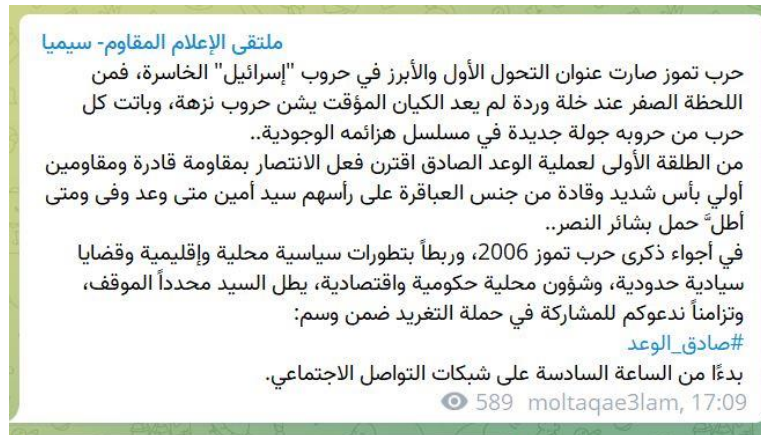 ملتقى الإعلام المقاوم- سيميا
حرب تموز صارت عنوان التحول الأول والأبرز في حروب "إسرائيل" الخاسرة، فمن
اللحظة الصفر عند خلة وردة لم يعد الكيان المؤقت يشن حروب نزهة، وباتت كل
حرب من حروبه جولة جديدة في مسلسل هزائمه الوجودية..
من الطلقة الأولى لعملية الوعد الصادق اقترن فعل الانتصار بمقاومة قادرة ومقاومين
أولي بأس شديد وقادة من جنس العباقرة على رأسهم سيد أمين متى وعد وفى ومتى
أطلَّ حمل بشائر النصر..
في أجواء ذكرى حرب تموز 2006، وربطاً بتطورات سياسية محلية وإقليمية وقضايا
سيادية حدودية، وشؤون محلية حكومية واقتصادية، يطل السيد محدداً الموقف،
وتزامناً ندعوكم للمشاركة في حملة التغريد ضمن وسم:
#صادق_الوعد
بدءًا من الساعة السادسة على شبكات التواصل الاجتماعي.
589 moltaqae3lam, 17:09